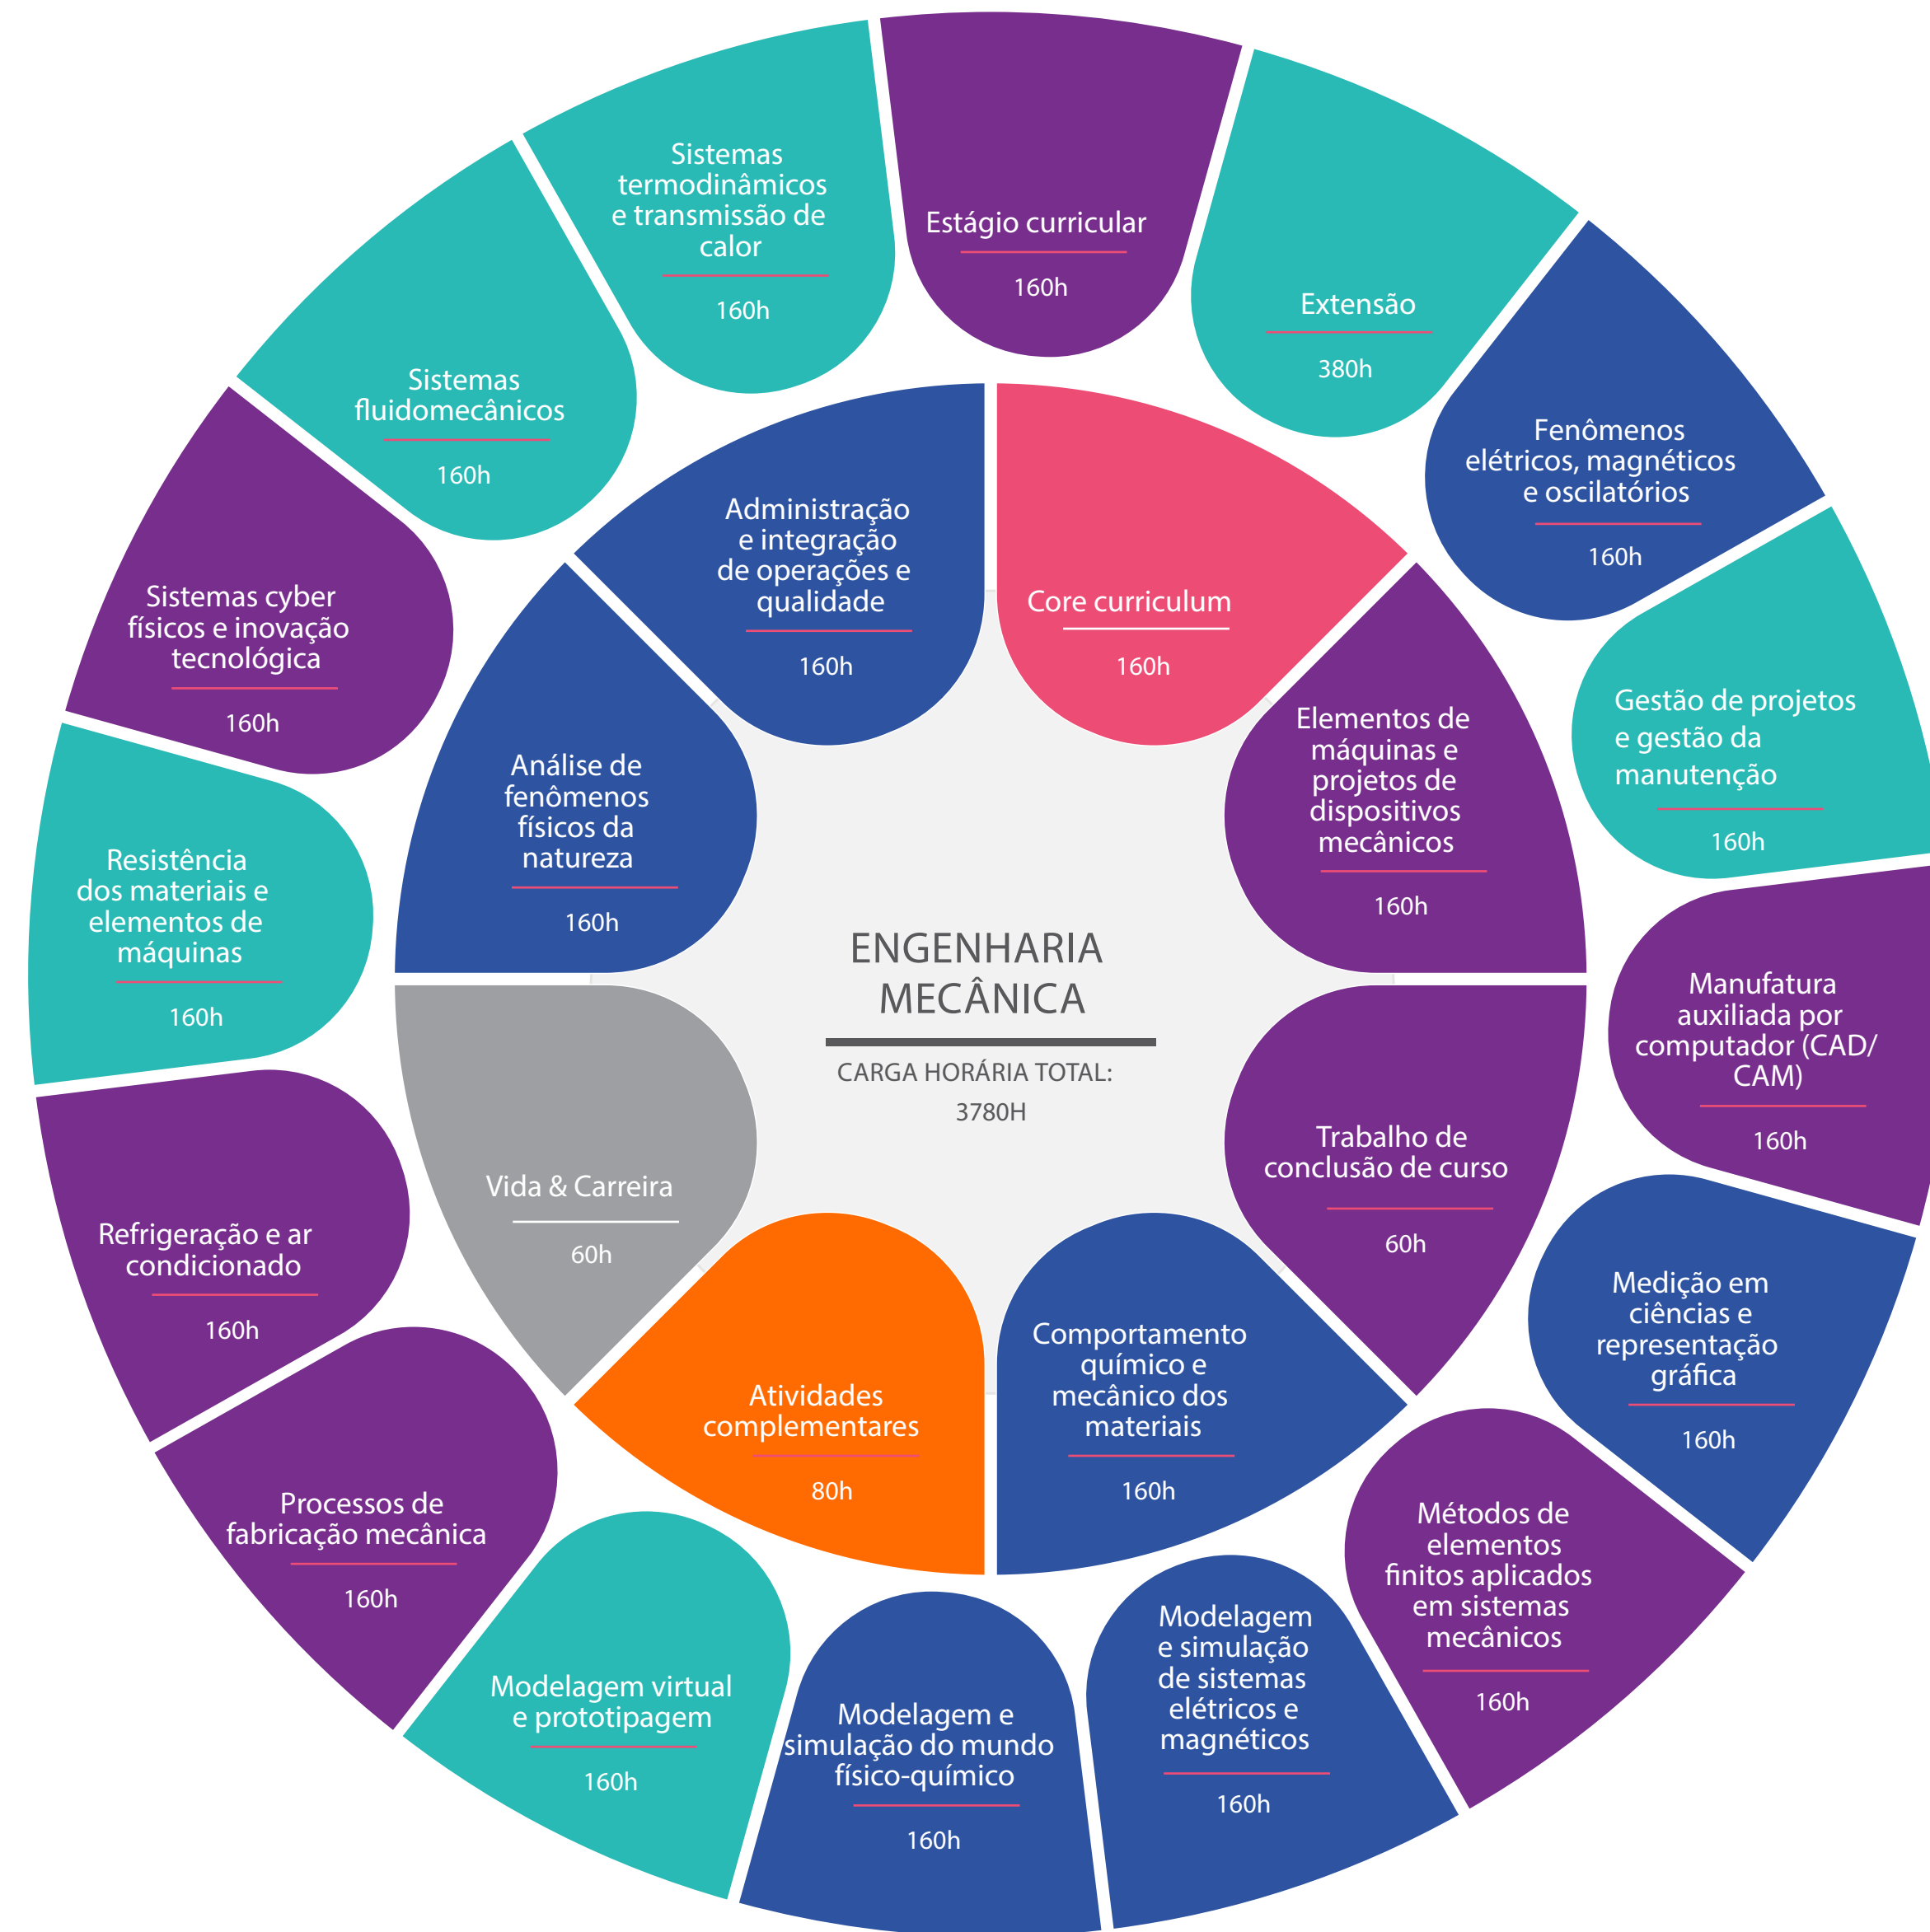 Sistemas
termodinâmicos
e transmissão de
calor
160h
Estágio curricular
160h
Extensão
380h
Fenômenos
elétricos, magnéticos
e oscilatórios
160h
Gestão de projetos
e gestão da
manutenção
160h
Manufatura
auxiliada por
computador (CAD/
CAM)
160h
Medição em
ciências e
representação
gráfica
160h
Métodos de
elementos
finitos aplicados
em sistemas
mecânicos
160h
Modelagem
e simulação
de sistemas
elétricos e
magnéticos
160h
Modelagem e
simulação do mundo
físico-químico
160h
Modelagem virtual
e prototipagem
160h
Processos de
fabricação mecânica
160h
Refrigeração e ar
condicionado
160h
Resistência
dos materiais e
elementos de
máquinas
160h
Sistemas cyber
físicos e inovação
tecnológica
160h
Sistemas
fluidomecânicos
160h
Administração
e integração
de operações e
qualidade
160h
Core curriculum
160h
Elementos de
máquinas e
projetos de
dispositivos
mecânicos
160h
Trabalho de
conclusão de curso
60h
Comportamento
químico e
mecânico dos
materiais
160h
Atividades
complementares
80h
Vida & Carreira
60h
Análise de
fenômenos
físicos da
natureza
160h
ENGENHARIA
MECÂNICA
CARGA HORÁRIA TOTAL:
3780H